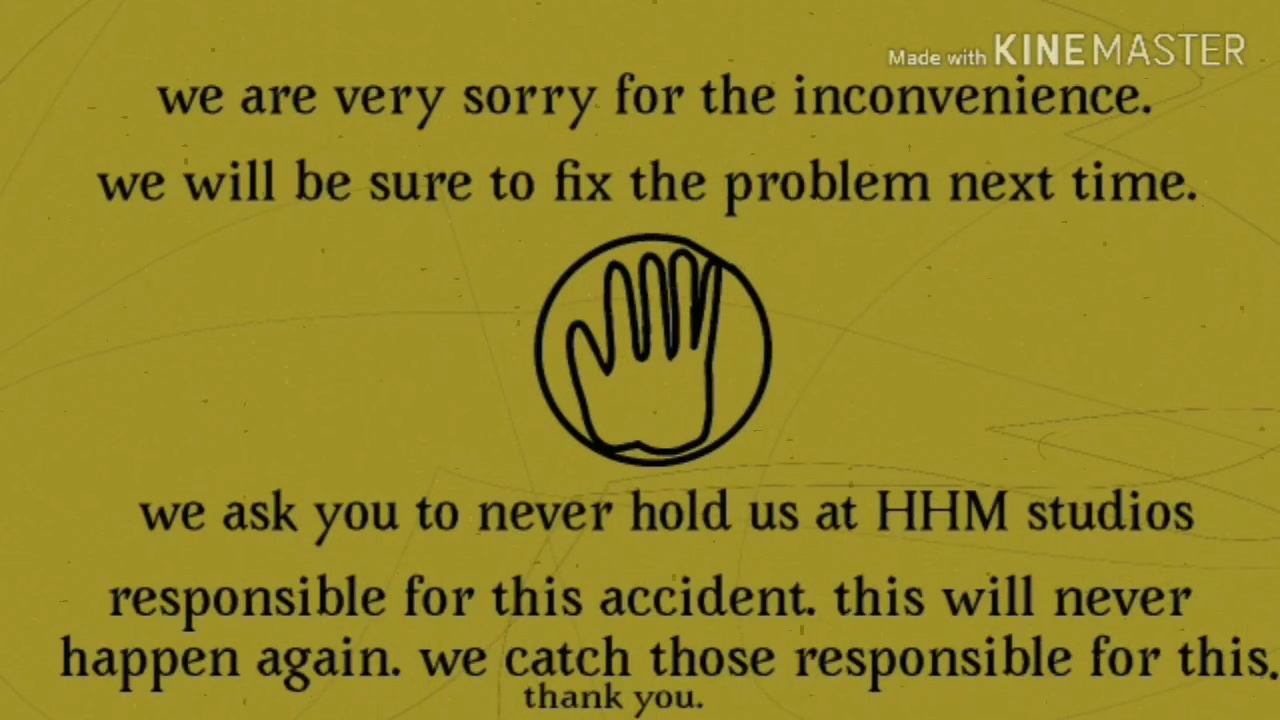 Made with KINEMASTER
we are very sorry for the inconvenience.
we will be sure to fix the problem next time.
we ask you to never hold us at HHM studios
responsible for this accident. this will never
happen again. we catch those responsible for this.
thank you.